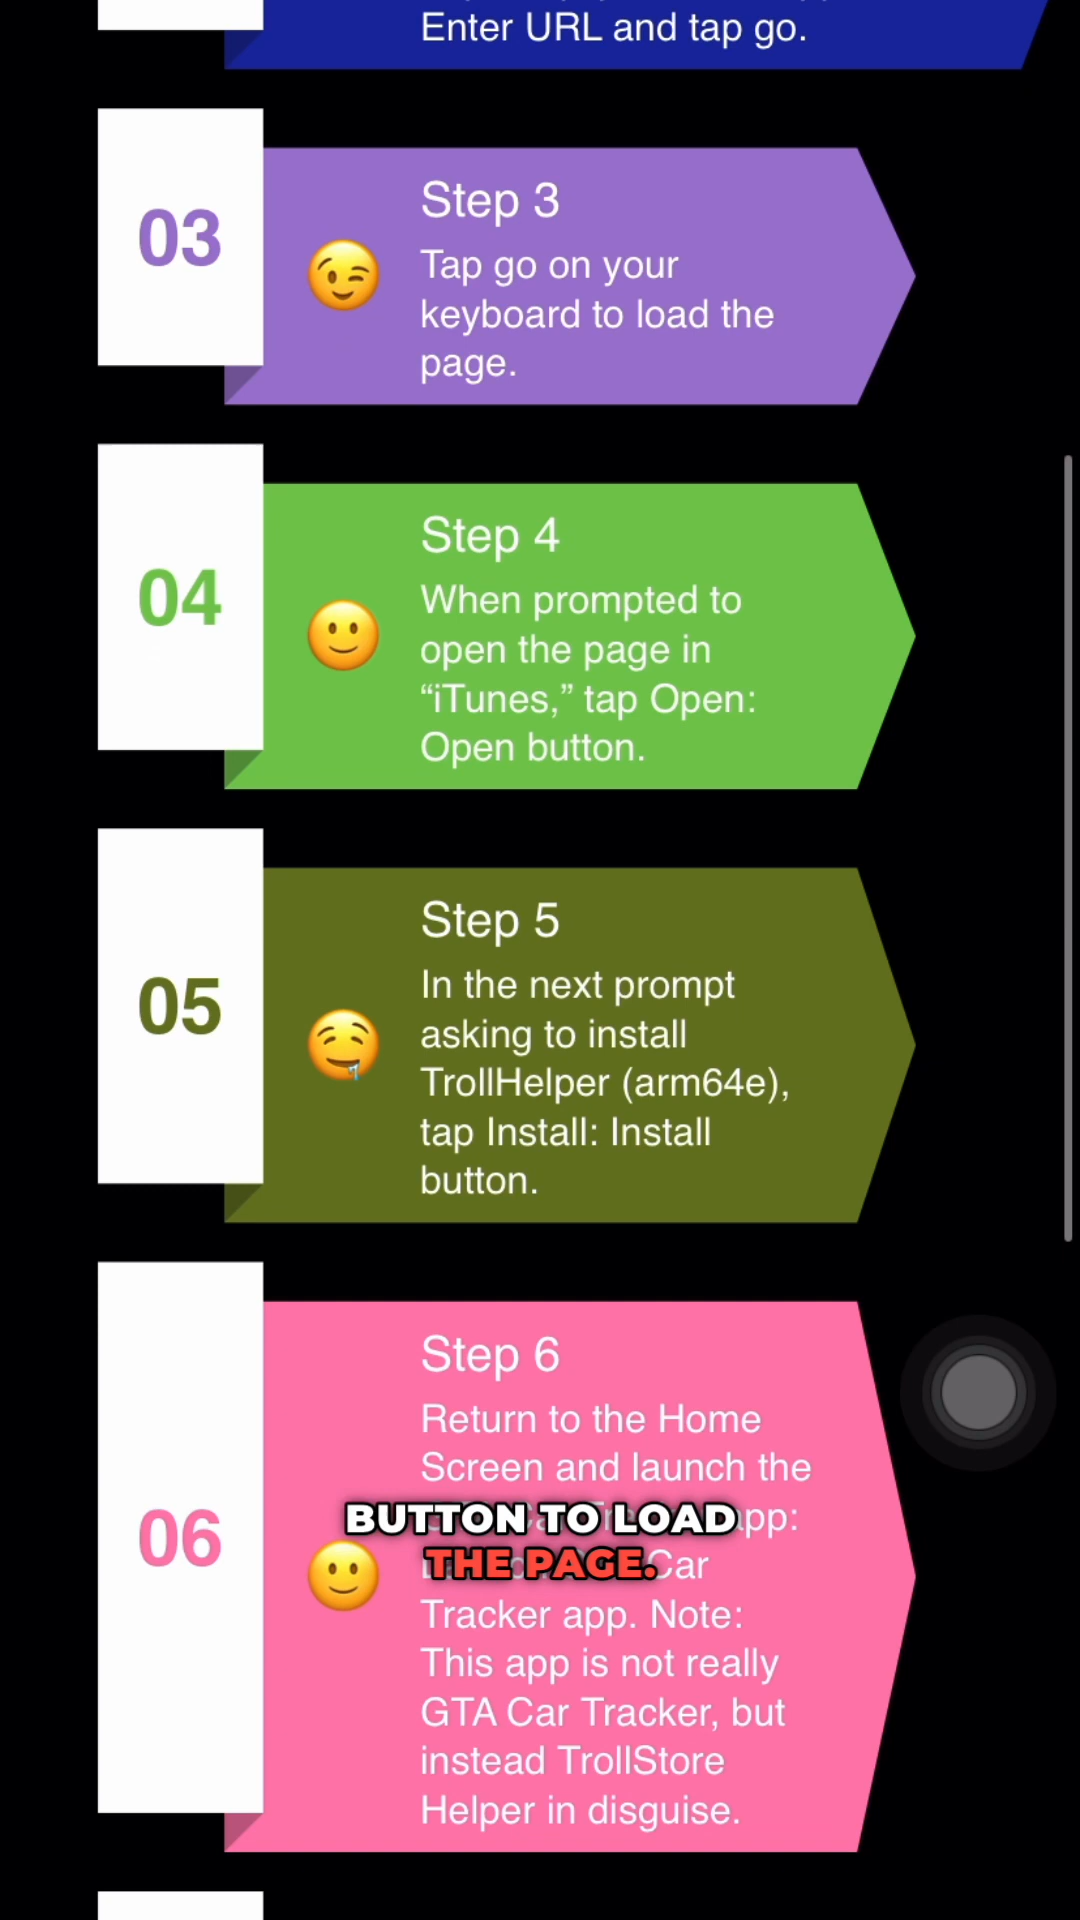 Enter URL and tap go.
03
Step 3
Tap go on your
keyboard to load the
page.
04
Step 4
When prompted to
open the page in
“iTunes,” tap Open:
Open button.
05
Step 5
In the next prompt
asking to install
TrollHelper (arm64e),
tap Install: Install
button.
06
Step 6
Return to the Home
Screen and launch the
BUTTON TO LOAD
THE PAGE.
Car
Tracker app. Note:
This app is not really
GTA Car Tracker, but
instead TrollStore
Helper in disguise.